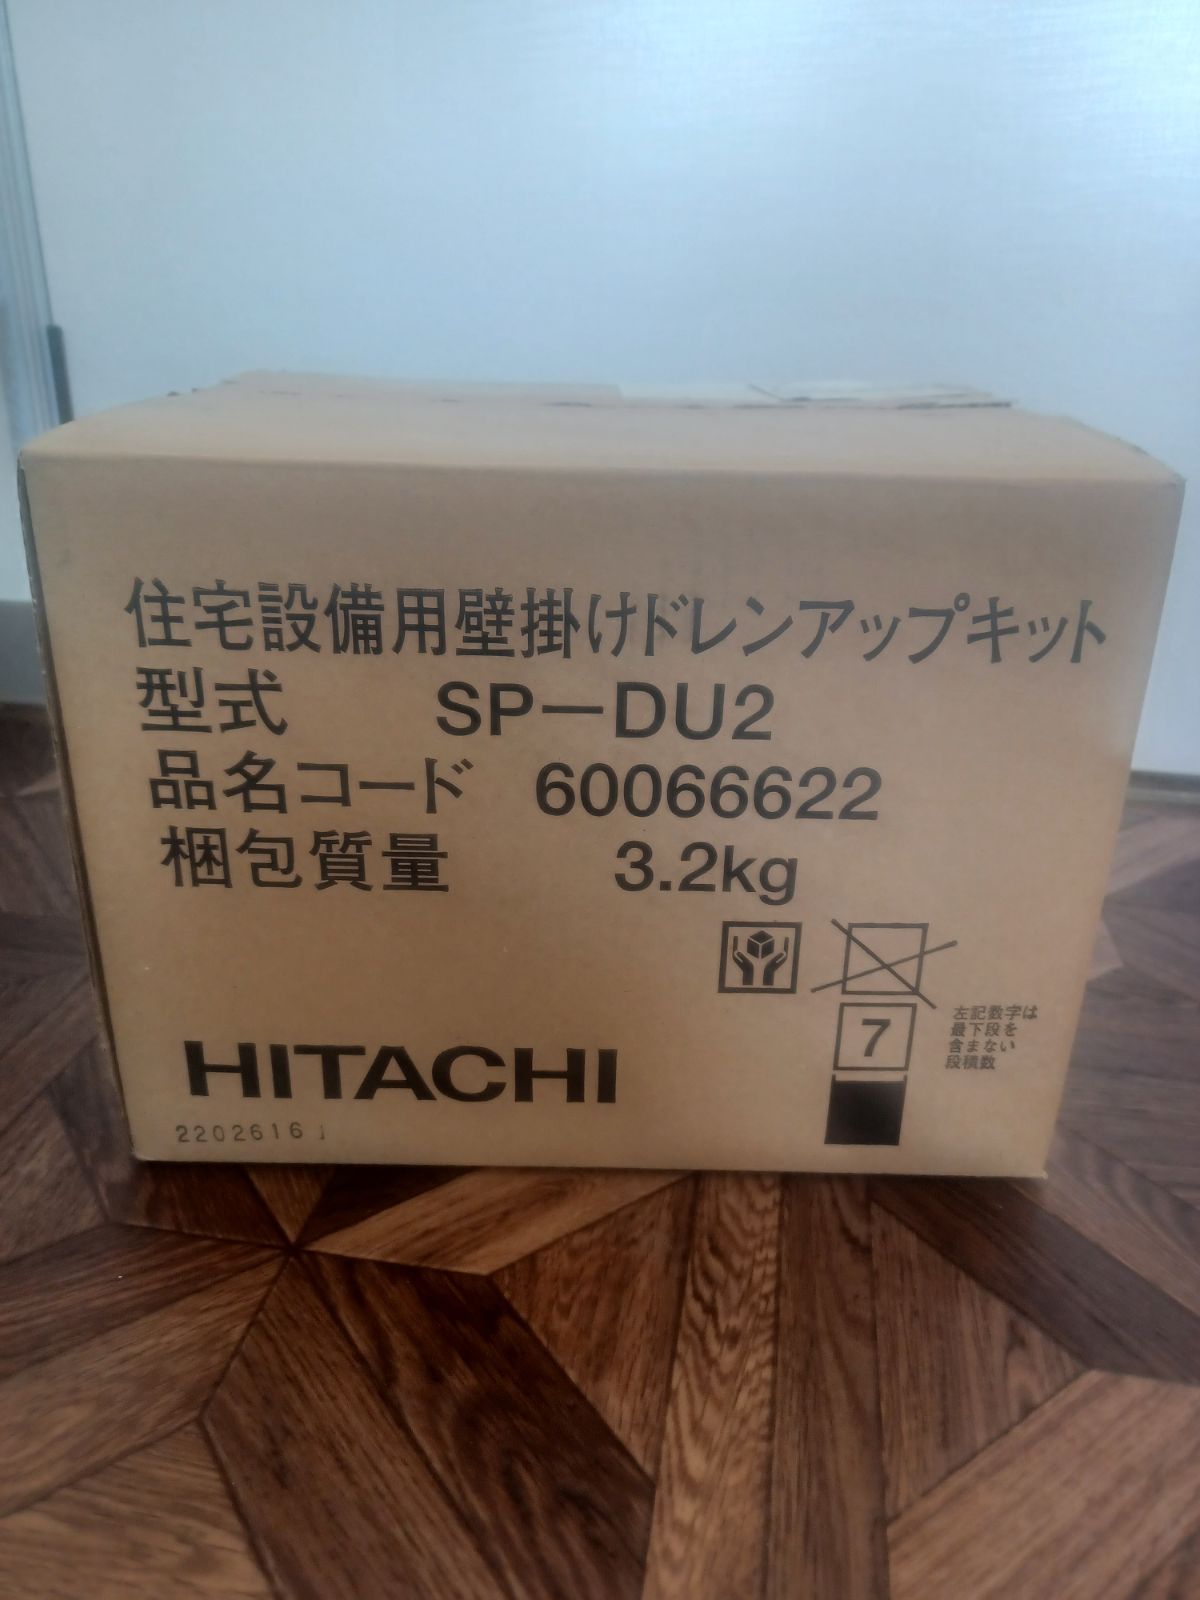 住宅設備用壁掛けドレンアップキット
型式 SP-DU2
品名コード 60066622
梱包質量 3.2kg
7
左記数字は
最下段を
含まない
段積数
HITACHI
2202616 J